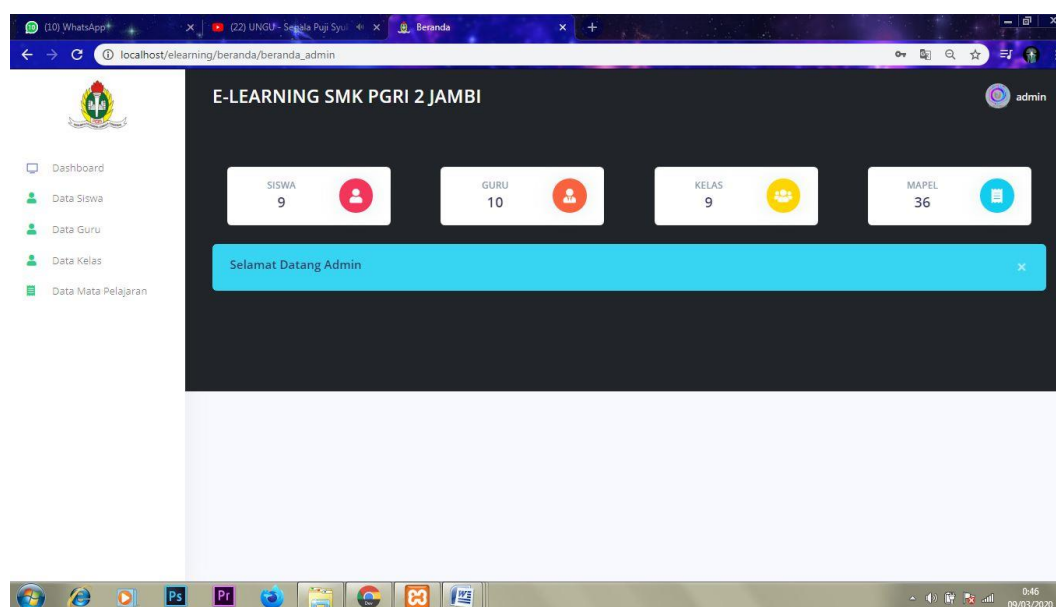 (10) WhatsApp
(22) UNGU - Sepala Puji Syu
Beranda
localhost/elearning/beranda/beranda_admin
E-LEARNING SMK PGRI 2 JAMBI
admin
Dashboard
Data Siswa
Data Guru
Data Kelas
Data Mata Pelajaran
SISWA
9
GURU
10
KELAS
9
MAPEL
36
Selamat Datang Admin
×
Ps
Pr
W
0:46
09/03/2020